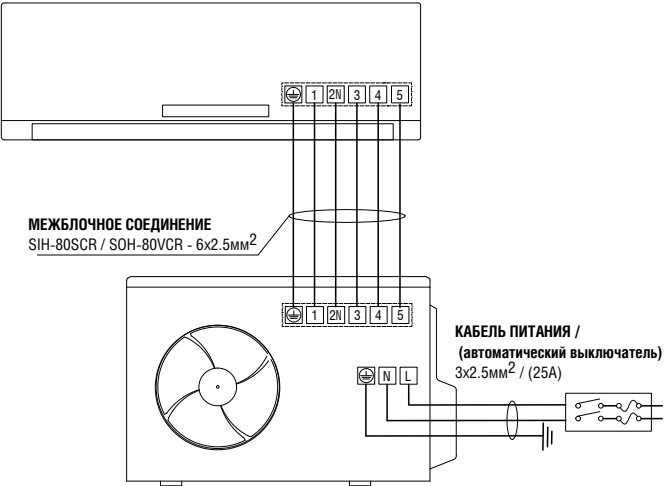 1 2N 3 4 5
МЕЖБЛОЧНОЕ СОЕДИНЕНИЕ
SIH-80SCR / SOH-80VCR - 6x2.5мм2
1 2N 3 4 5
КАБЕЛЬ ПИТАНИЯ /
(автоматический выключатель)
3x2.5мм2 / (25A)
N L